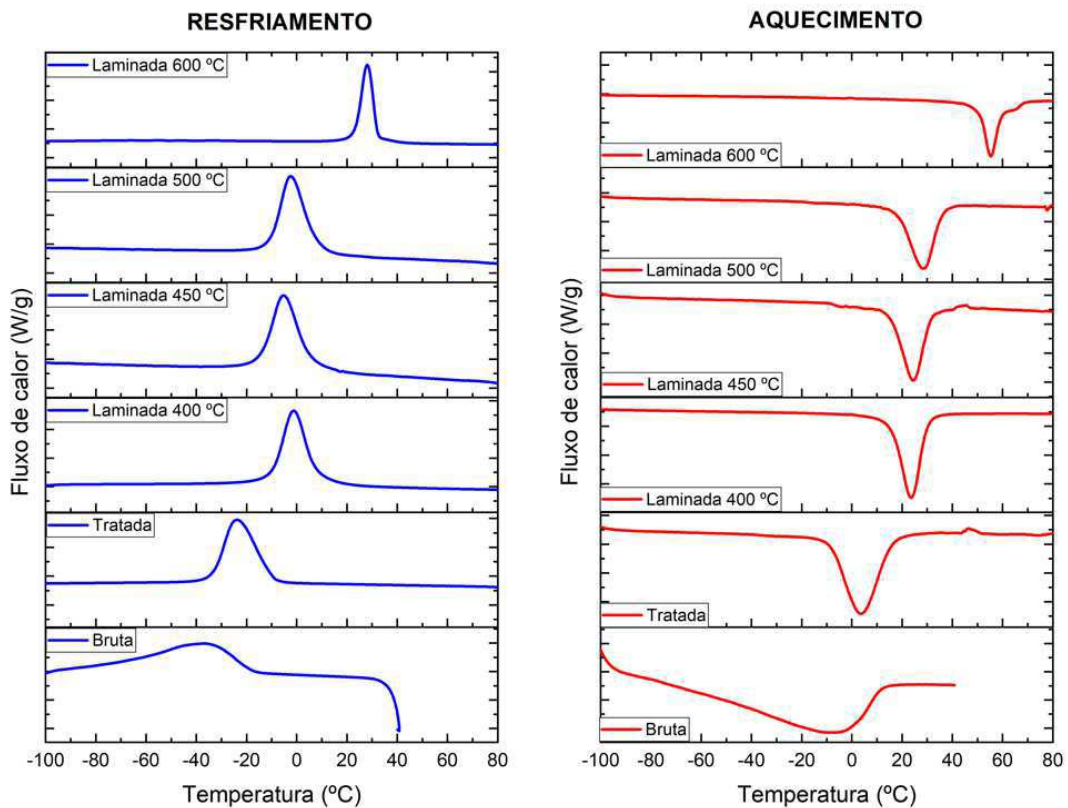 RESFRIAMENTO
Laminada 600 ºC
Laminada 500 ºC
Laminada 450 ºC
Laminada 400 ºC
Tratada
Bruta
Fluxo de calor (W/g)
-100 -80 -60 -40 -20 0 20 40 60 80
Temperatura (ºC)
AQUECIMENTO
Laminada 600 ºC
Laminada 500 ºC
Laminada 450 ºC
Laminada 400 ºC
Tratada
Bruta
Fluxo de calor (W/g)
-100 -80 -60 -40 -20 0 20 40 60 80
Temperatura (ºC)